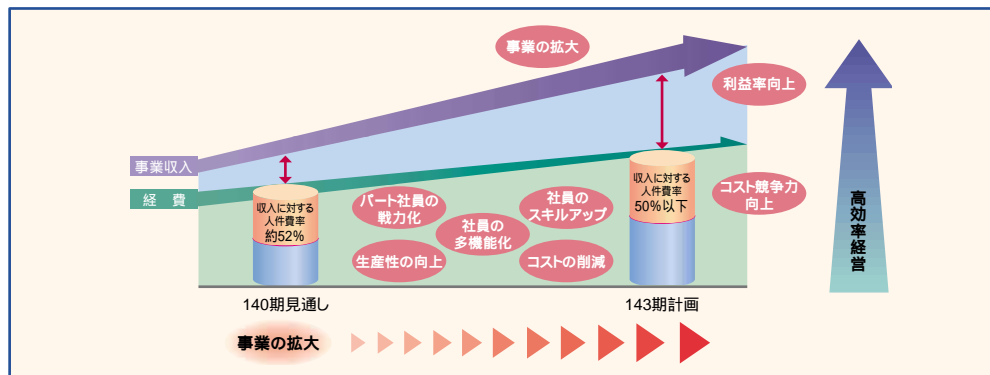 事業の拡大
利益率向上
事業収入
経費
収入に対する
人件費率
約52%
収入に対する
人件費率
50%以下
パート社員の
戦力化
社員の
スキルアップ
社員の
多機能化
生産性の向上
コストの削減
コスト競争力
向上
高効率経営
140期見通し
143期計画
事業の拡大